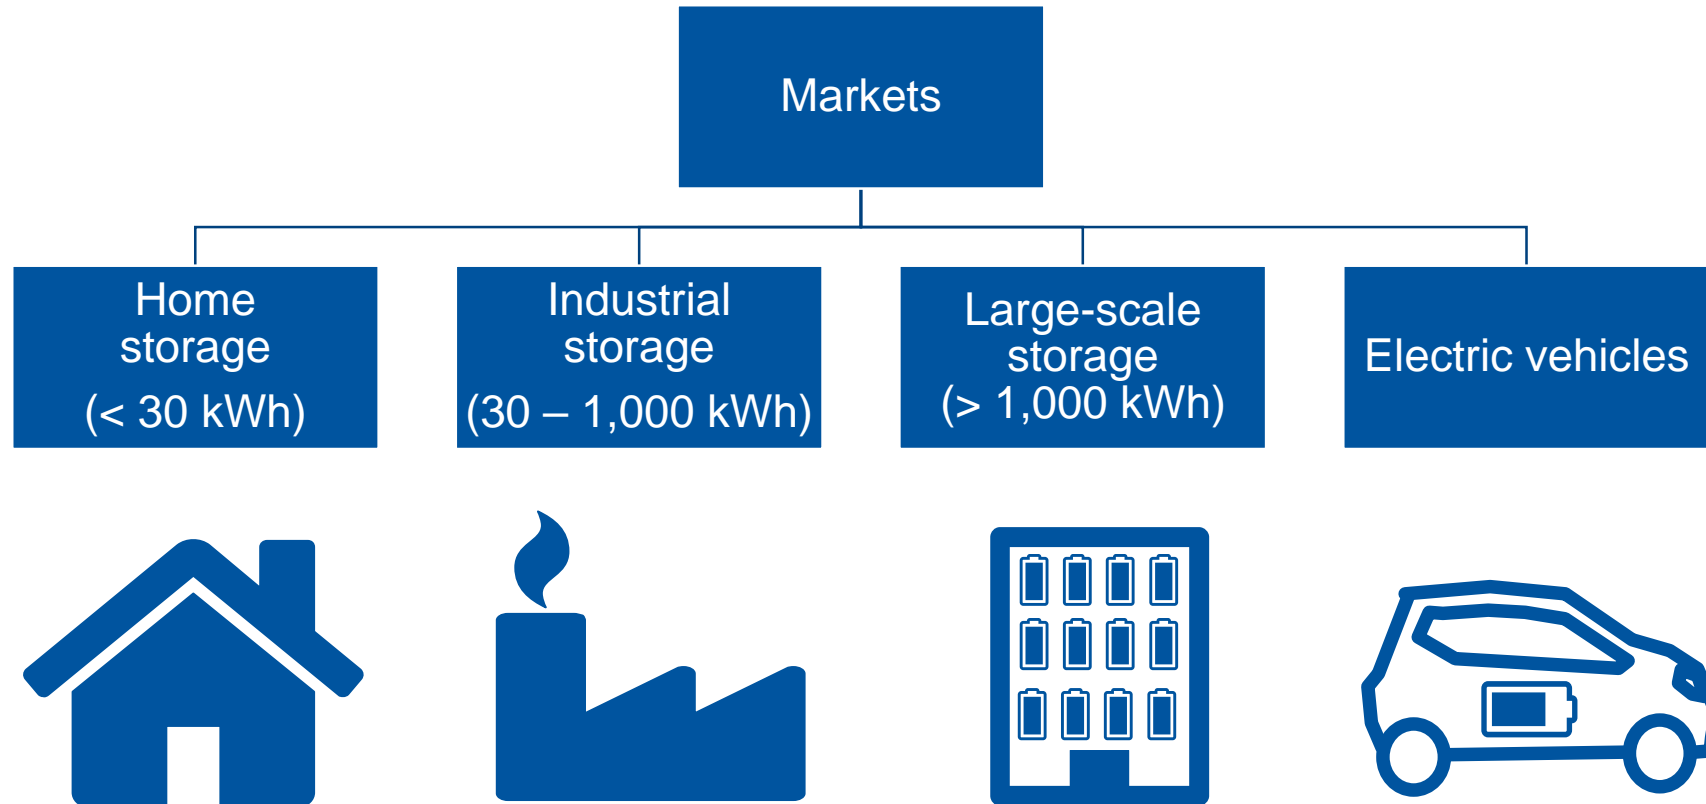 Markets
Home
storage
(< 30 kWh)
Industrial
storage
(30 – 1,000 kWh)
Large-scale
storage
(> 1,000 kWh)
Electric vehicles